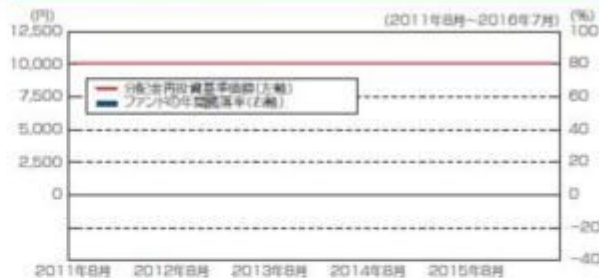 (円) (2011年8月~2016年7月) (%)
12,500 100
10,000 80
分配金再投資基準価額(左軸)
ファンドの年間騰落率(右軸)
7,500 60
5,000 40
2,500 20
0 0
-20
-40
2011年8月 2012年8月 2013年8月 2014年8月 2015年8月